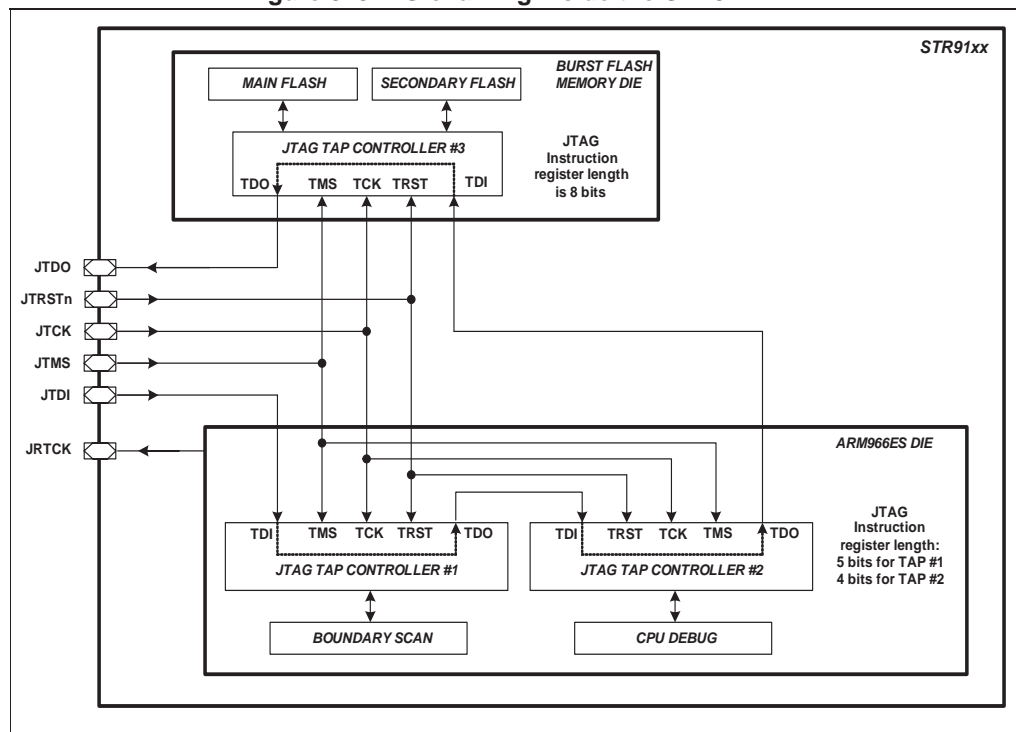 STR91xx
BURST FLASH
MEMORY DIE
MAIN FLASH
SECONDARY FLASH
JTAG TAP CONTROLLER #3
TDO TMS TCK TRST TDI
JTAG
Instruction
register length
is 8 bits
JTDO
JTRSTn
JTCK
JTMS
JTDI
JRTCK
ARM966ES DIE
TDI TMS TCK TRST TDO
JTAG TAP CONTROLLER #1
BOUNDARY SCAN
TDI TRST TCK TMS TDO
JTAG TAP CONTROLLER #2
CPU DEBUG
JTAG
Instruction
register length:
5 bits for TAP #1
4 bits for TAP #2